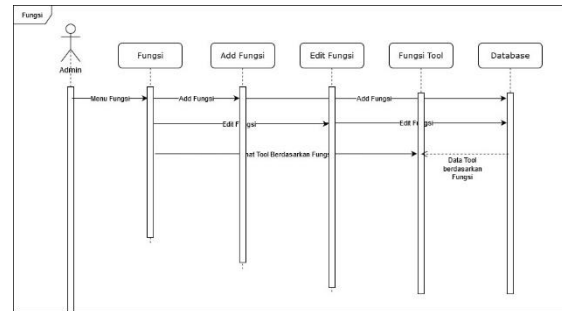 Fungsi
Fungsi
Add Fungsi
Edit Fungsi
Fungsi Tool
Database
Admin
Menu Fungsi
Add Fungsi
Add Fungsi
Edit Fungsi
Edit Fungsi
hat Tool Berdasarkan Fungsi
Data Tool
berdasarkan
Fungsi